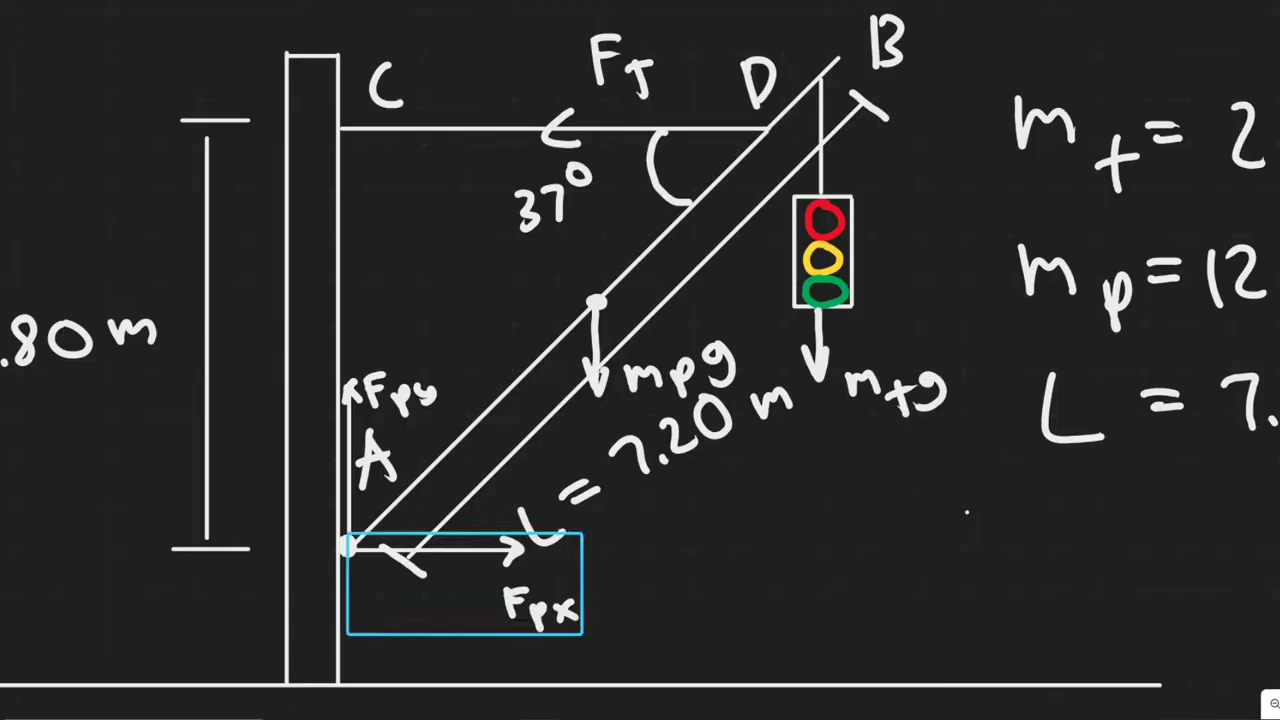 B
C
F_T
D
37°
m_t = 2
m_p = 12
L = 7.
.80 m
F_py
A
m_p g
m_t g
L = 7.20 m
F_px